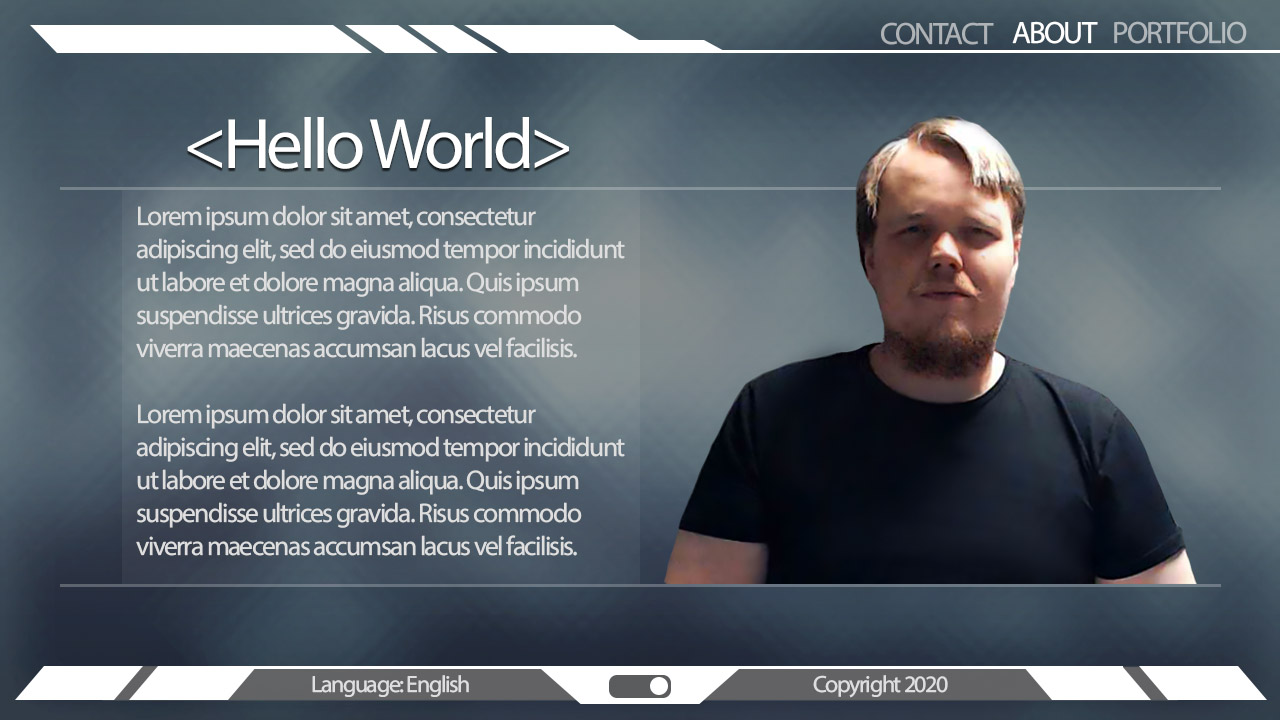 CONTACT ABOUT PORTFOLIO
<Hello World>
Lorem ipsum dolor sit amet, consectetur
adipiscing elit, sed do eiusmod tempor incididunt
ut labore et dolore magna aliqua. Quis ipsum
suspendisse ultrices gravida. Risus commodo
viverra maecenas accumsan lacus vel facilisis.
Lorem ipsum dolor sit amet, consectetur
adipiscing elit, sed do eiusmod tempor incididunt
ut labore et dolore magna aliqua. Quis ipsum
suspendisse ultrices gravida. Risus commodo
viverra maecenas accumsan lacus vel facilisis.
Language: English
Copyright 2020